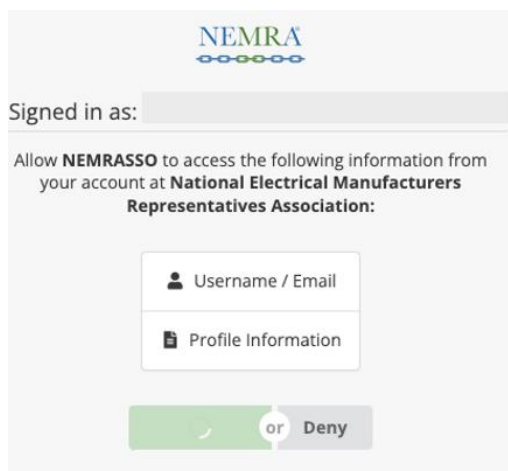 NEMRA
Signed in as:
Allow NEMRASSO to access the following information from
your account at National Electrical Manufacturers
Representatives Association:
Username / Email
Profile Information
or Deny